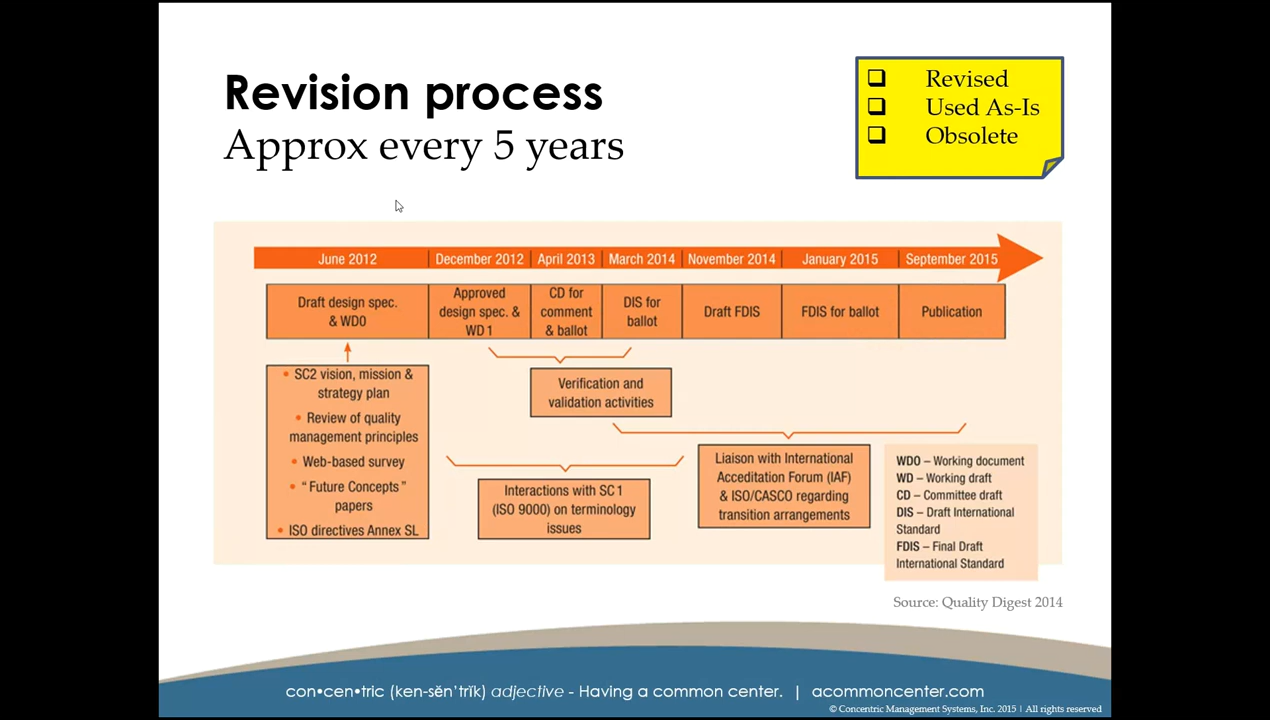 Revision process
Approx every 5 years
❑ Revised
❑ Used As-Is
❑ Obsolete
June 2012
December 2012
April 2013
March 2014
November 2014
January 2015
September 2015
Draft design spec.
& WD0
Approved
design spec. &
WD 1
CD for
comment
& ballot
DIS for
ballot
Draft FDIS
FDIS for ballot
Publication
• SC2 vision, mission &
strategy plan
• Review of quality
management principles
• Web-based survey
• “Future Concepts”
papers
• ISO directives Annex SL
Verification and
validation activities
Interactions with SC 1
(ISO 9000) on terminology
issues
Liaison with International
Acceditation Forum (IAF)
& ISO/CASCO regarding
transition arrangements
WDO – Working document
WD – Working draft
CD – Committee draft
DIS – Draft International
Standard
FDIS – Final Draft
International Standard
Source: Quality Digest 2014
con•cen•tric (ken-sĕn'trĭk) adjective - Having a common center. | acommoncenter.com
© Concentric Management Systems, Inc. 2015 | All rights reserved